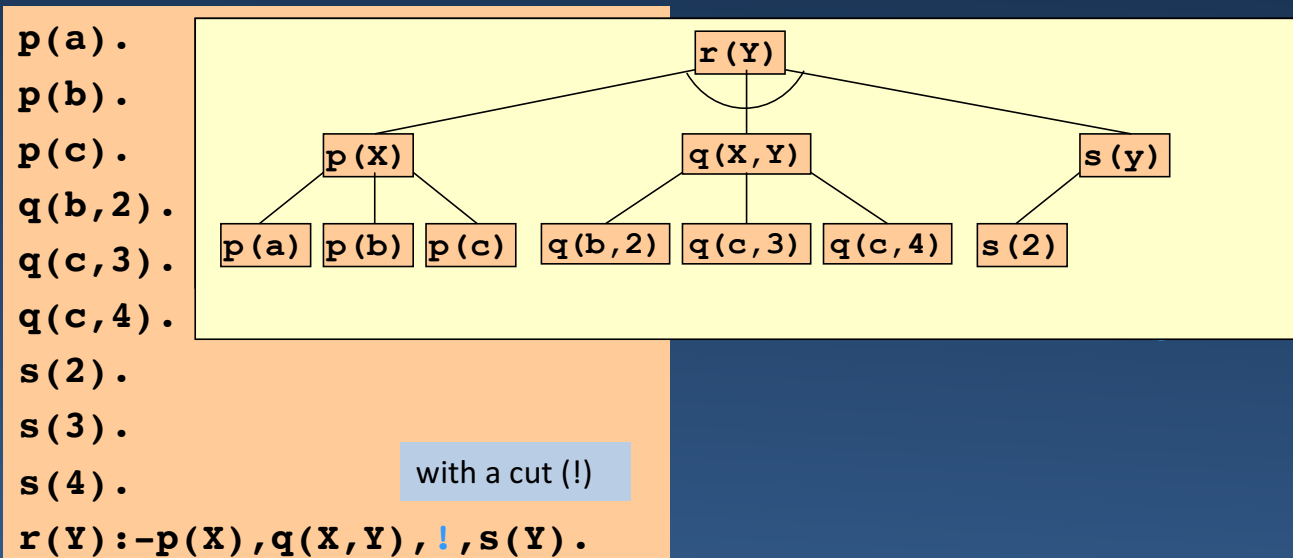 p(a).
p(b).
p(c).
q(b,2).
q(c,3).
q(c,4).
s(2).
s(3).
s(4).
r(Y):-p(X),q(X,Y),!,s(Y).
r(Y)
p(X) q(X,Y) s(y)
p(a) p(b) p(c) q(b,2) q(c,3) q(c,4) s(2)
with a cut (!)